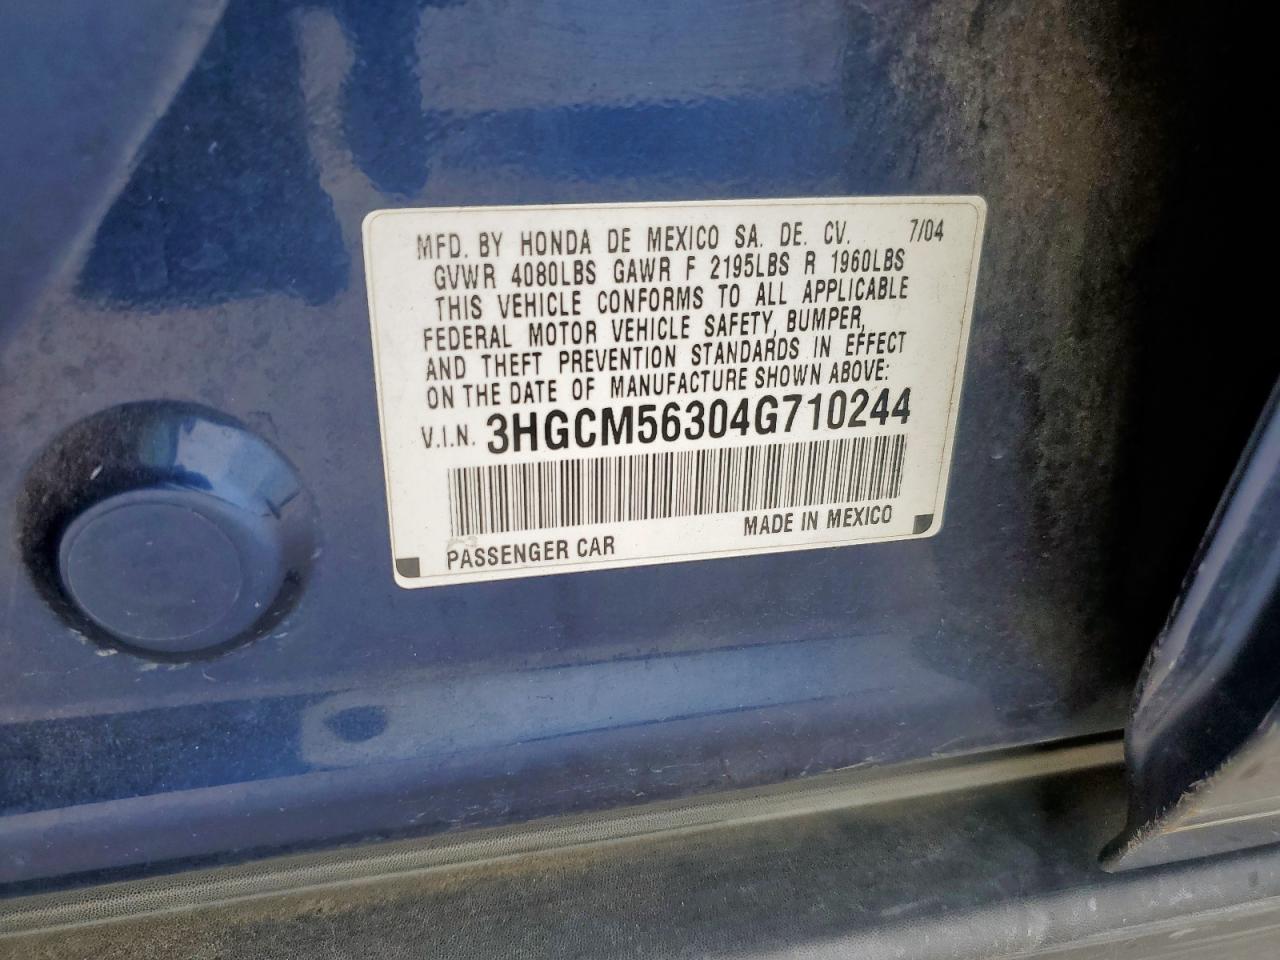 MFD. BY HONDA DE MEXICO SA. DE. CV. 7/04
GVWR 4080LBS GAWR F 2195LBS R 1960LBS
THIS VEHICLE CONFORMS TO ALL APPLICABLE
FEDERAL MOTOR VEHICLE SAFETY, BUMPER,
AND THEFT PREVENTION STANDARDS IN EFFECT
ON THE DATE OF MANUFACTURE SHOWN ABOVE:
V.I.N. 3HGCM56304G710244
PASSENGER CAR MADE IN MEXICO